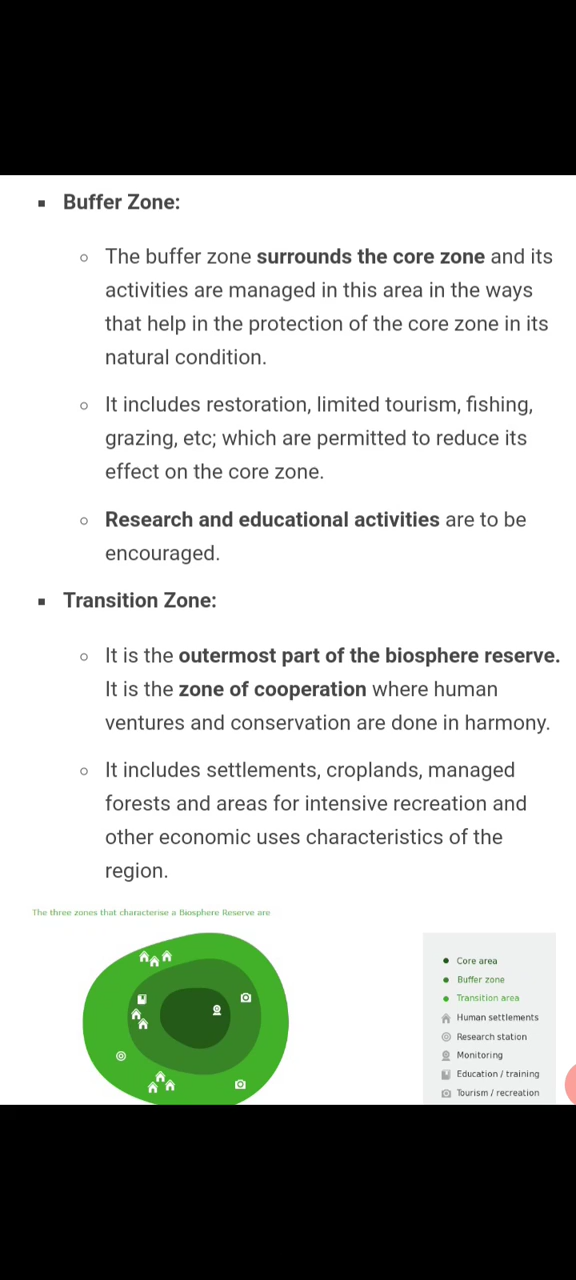 Buffer Zone:
The buffer zone surrounds the core zone and its
activities are managed in this area in the ways
that help in the protection of the core zone in its
natural condition.
It includes restoration, limited tourism, fishing,
grazing, etc; which are permitted to reduce its
effect on the core zone.
Research and educational activities are to be
encouraged.
Transition Zone:
It is the outermost part of the biosphere reserve.
It is the zone of cooperation where human
ventures and conservation are done in harmony.
It includes settlements, croplands, managed
forests and areas for intensive recreation and
other economic uses characteristics of the
region.
The three zones that characterise a Biosphere Reserve are
Core area
Buffer zone
Transition area
Human settlements
Research station
Monitoring
Education / training
Tourism / recreation